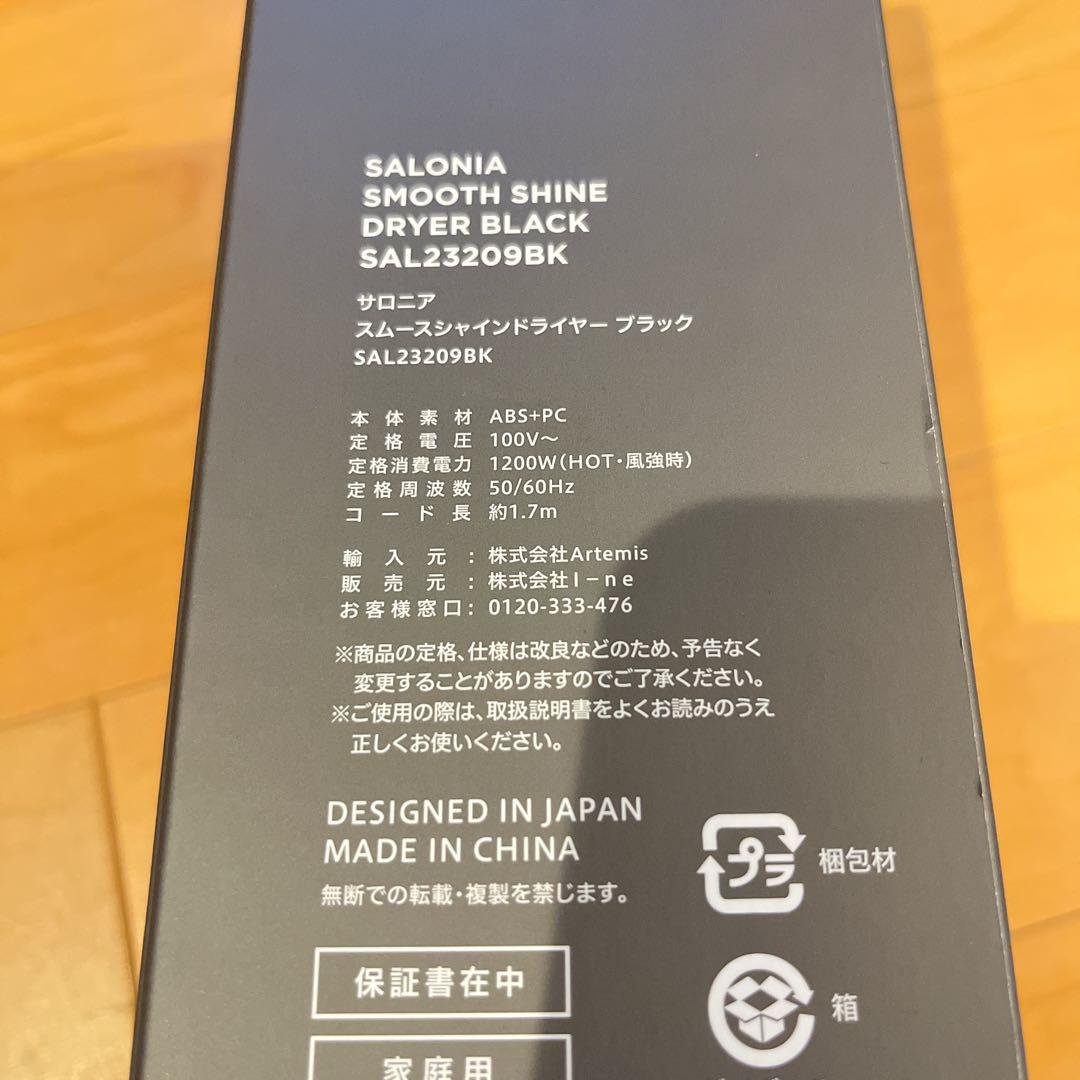 SALONIA
SMOOTH SHINE
DRYER BLACK
SAL23209BK
サロニア
スムースシャインドライヤー ブラック
SAL23209BK
本体素材 ABS+PC
定格電圧 100V〜
定格消費電力 1200W(HOT・風強時)
定格周波数 50/60Hz
コード長 約1.7m
輸入元:株式会社Artemis
販売元:株式会社I-ne
お客様窓口:0120-333-476
※商品の定格、仕様は改良などのため、予告なく
変更することがありますのでご了承ください。
※ご使用の際は、取扱説明書をよくお読みのうえ
正しくお使いください。
DESIGNED IN JAPAN
MADE IN CHINA
無断での転載・複製を禁じます。
プラ 梱包材
保証書在中
箱
家庭用